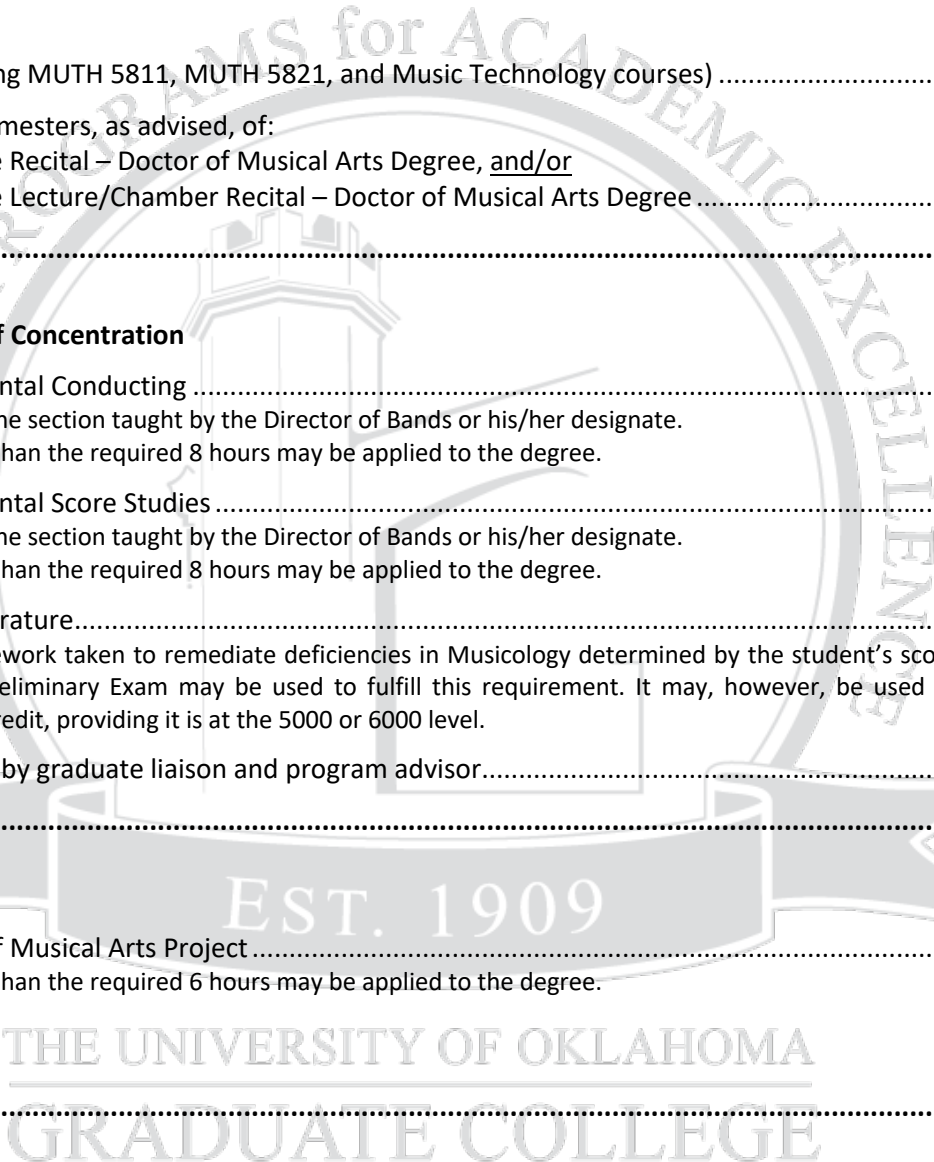 PROGRAMS for ACADEMIC EXCELLENCE
ng MUTH 5811, MUTH 5821, and Music Technology courses) ....................................
mesters, as advised, of:
e Recital – Doctor of Musical Arts Degree, and/or
e Lecture/Chamber Recital – Doctor of Musical Arts Degree ....................................
....................................
f Concentration
ntal Conducting ....................................
ne section taught by the Director of Bands or his/her designate.
han the required 8 hours may be applied to the degree.
ntal Score Studies ....................................
ne section taught by the Director of Bands or his/her designate.
han the required 8 hours may be applied to the degree.
rature....................................
ework taken to remediate deficiencies in Musicology determined by the student’s sco
eliminary Exam may be used to fulfill this requirement. It may, however, be used
redit, providing it is at the 5000 or 6000 level.
by graduate liaison and program advisor....................................
....................................
EST. 1909
f Musical Arts Project ....................................
han the required 6 hours may be applied to the degree.
THE UNIVERSITY OF OKLAHOMA
....................................
GRADUATE COLLEGE